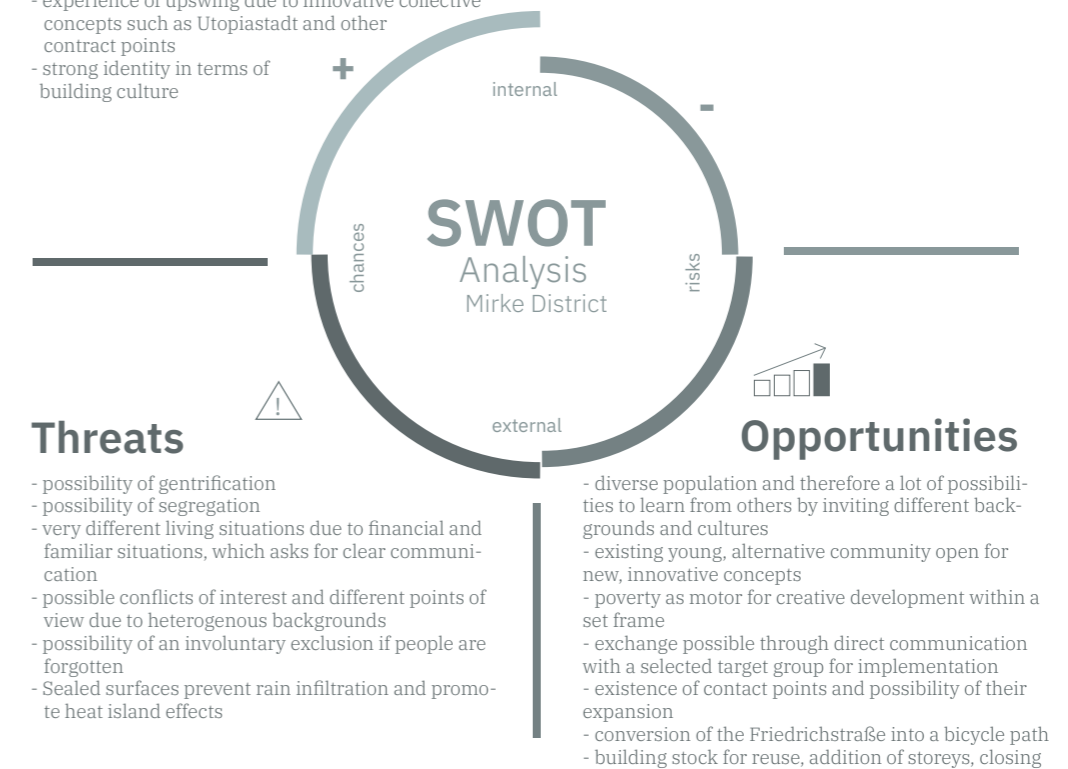 - experience of upswing due to innovative collective
concepts such as Utopiastadt and other
contract points
- strong identity in terms of
building culture
+
-
internal
chances
SWOT
Analysis
Mirke District
risks
external
!
Threats
- possibility of gentrification
- possibility of segregation
- very different living situations due to financial and
familiar situations, which asks for clear communi-
cation
- possible conflicts of interest and different points of
view due to heterogenous backgrounds
- possibility of an involuntary exclusion if people are
forgotten
- Sealed surfaces prevent rain infiltration and promo-
te heat island effects
Opportunities
- diverse population and therefore a lot of possibili-
ties to learn from others by inviting different back-
grounds and cultures
- existing young, alternative community open for
new, innovative concepts
- poverty as motor for creative development within a
set frame
- exchange possible through direct communication
with a selected target group for implementation
- existence of contact points and possibility of their
expansion
- conversion of the Friedrichstraße into a bicycle path
- building stock for reuse, addition of storeys, closing